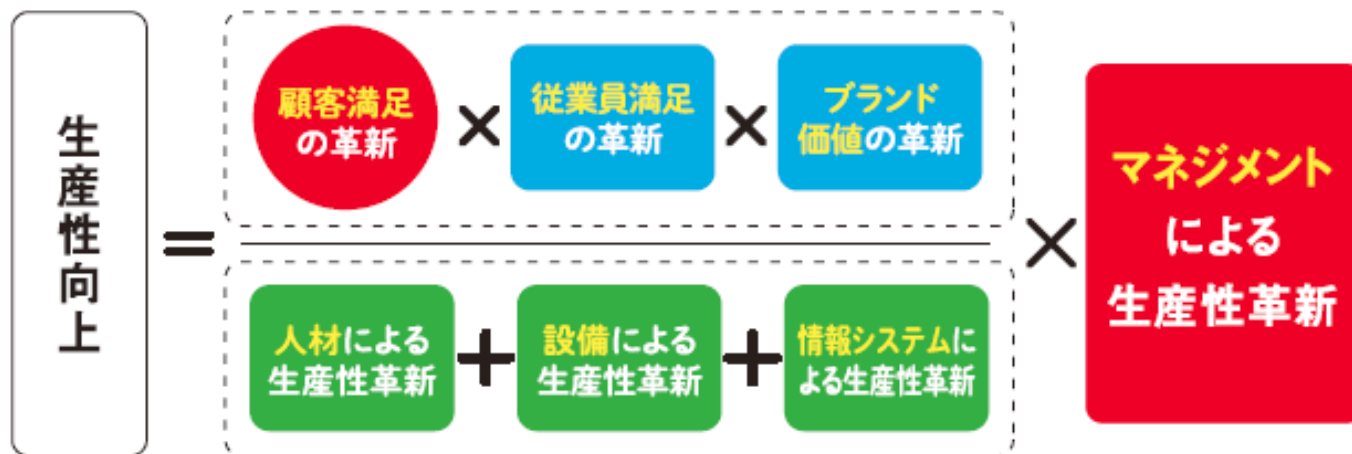 生産性向上
=
顧客満足
の革新
×
従業員満足
の革新
×
ブランド
価値の革新
人材による
生産性革新
+
設備による
生産性革新
+
情報システムに
よる生産性革新
×
マネジメント
による
生産性革新